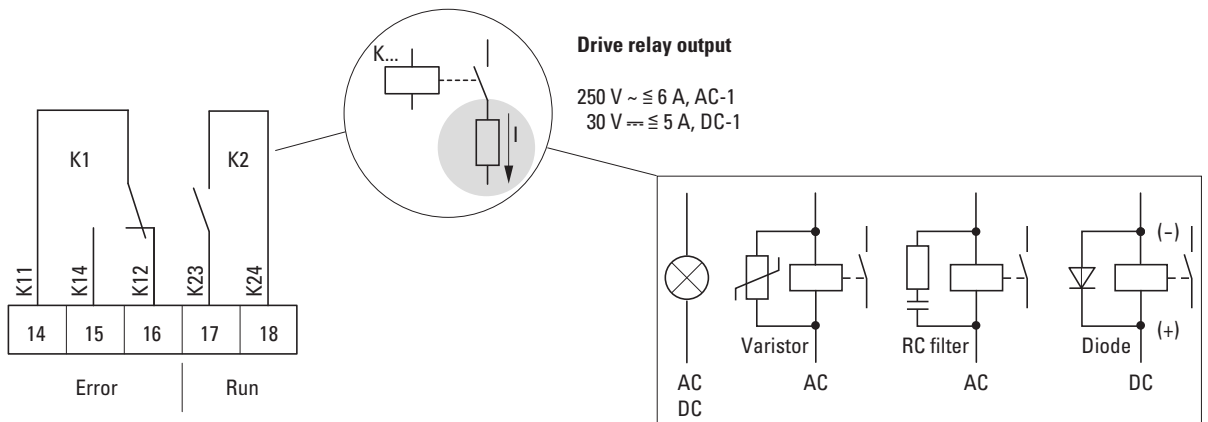 K...
Drive relay output
250 V ~ ≦ 6 A, AC-1
30 V ⎓ ≦ 5 A, DC-1
I
K1
K2
K11
K14
K12
K23
K24
14 15 16 17 18
Error Run
(-)
(+)
Varistor RC filter Diode
AC
DC
AC
AC
DC